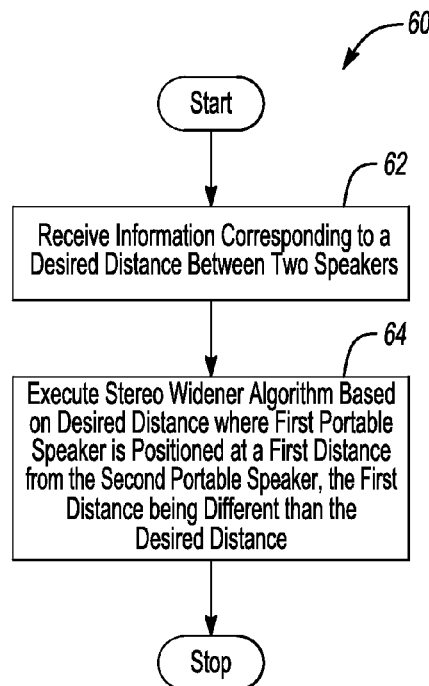 60
Start
62
Receive Information Corresponding to a
Desired Distance Between Two Speakers
64
Execute Stereo Widener Algorithm Based
on Desired Distance where First Portable
Speaker is Positioned at a First Distance
from the Second Portable Speaker, the First
Distance being Different than the
Desired Distance
Stop